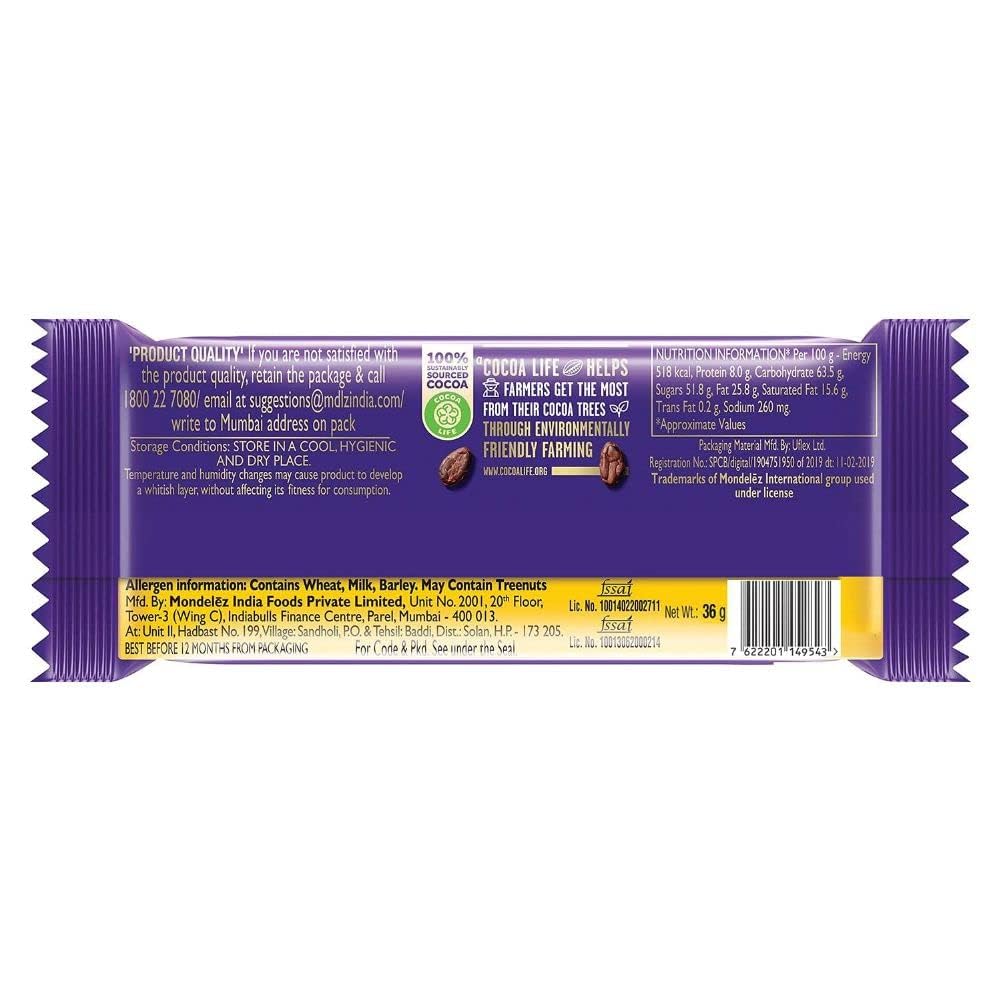 'PRODUCT QUALITY' If you are not satisfied with
the product quality, retain the package & call
1800 22 7080/ email at suggestions@mdlzindia.com/
write to Mumbai address on pack
Storage Conditions: STORE IN A COOL, HYGIENIC
AND DRY PLACE.
Temperature and humidity changes may cause product to develop
a whitish layer, without affecting its fitness for consumption.
100%
SUSTAINABLY
SOURCED
COCOA
COCOA
LIFE
COCOA LIFE HELPS
FARMERS GET THE MOST
FROM THEIR COCOA TREES
THROUGH ENVIRONMENTALLY
FRIENDLY FARMING
WWW.COCOALIFE.ORG
NUTRITION INFORMATION* Per 100 g - Energy
518 kcal, Protein 8.0 g, Carbohydrate 63.5 g,
Sugars 51.8 g, Fat 25.8 g, Saturated Fat 15.6 g,
Trans Fat 0.2 g, Sodium 260 mg.
*Approximate Values
Packaging Material Mfd. By: Uflex Ltd.
Registration No.: SPCB/digital/1904751950 of 2019 dt: 11-02-2019
Trademarks of Mondelēz International group used
under license
Allergen information: Contains Wheat, Milk, Barley. May Contain Treenuts
Mfd. By: Mondelēz India Foods Private Limited, Unit No. 2001, 20th Floor,
Tower-3 (Wing C), Indiabulls Finance Centre, Parel, Mumbai - 400 013.
At: Unit II, Hadbast No. 199, Village: Sandholi, P.O. & Tehsil: Baddi, Dist.: Solan, H.P. - 173 205.
BEST BEFORE 12 MONTHS FROM PACKAGING
For Code & Pkd. See under the Seal
fssai
Lic. No. 10014022002711
fssai
Lic. No. 10013062000214
Net Wt.: 36 g
7 622201 149543 >